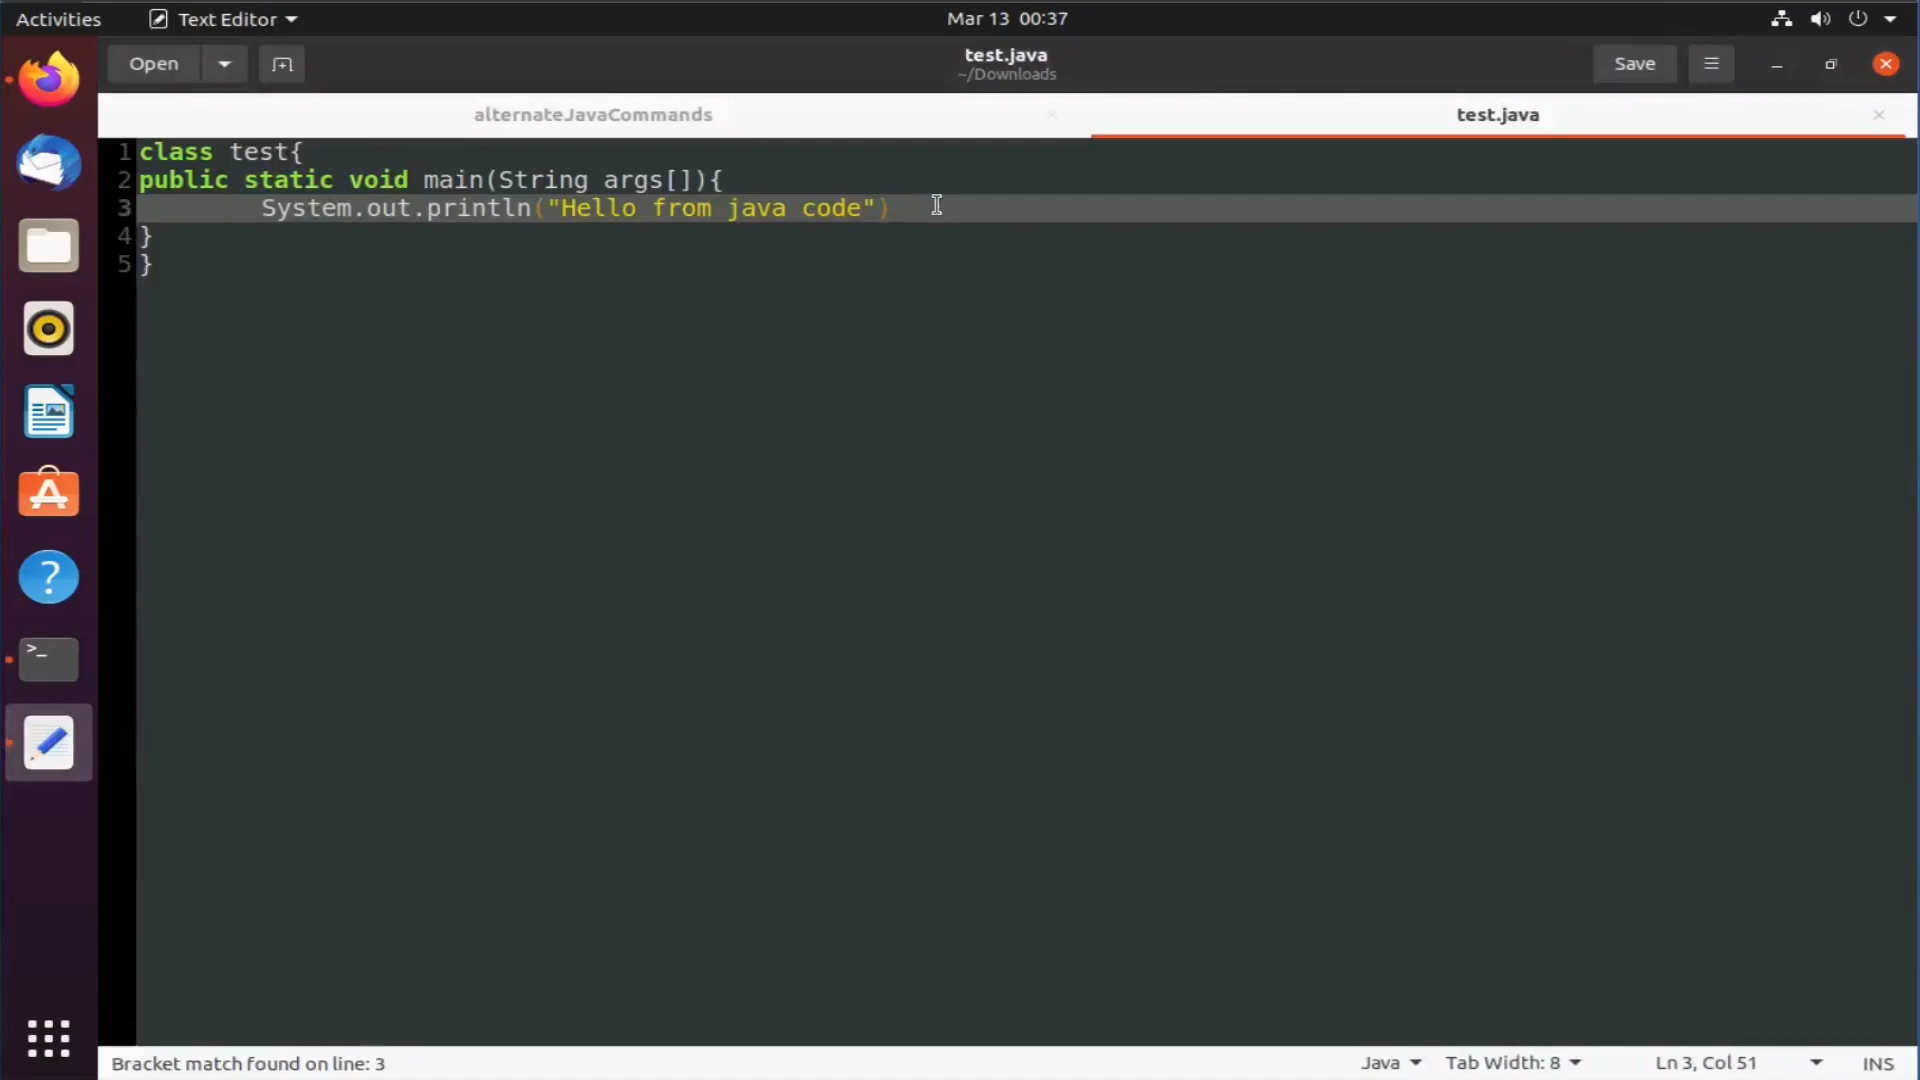 Activities Text Editor Mar 13 00:37
Open test.java Save
~/Downloads
alternateJavaCommands test.java
1 class test{
2 public static void main(String args[]){
3 System.out.println("Hello from java code")
4 }
5 }
>_
Bracket match found on line: 3 Java Tab Width: 8 Ln 3, Col 51 INS